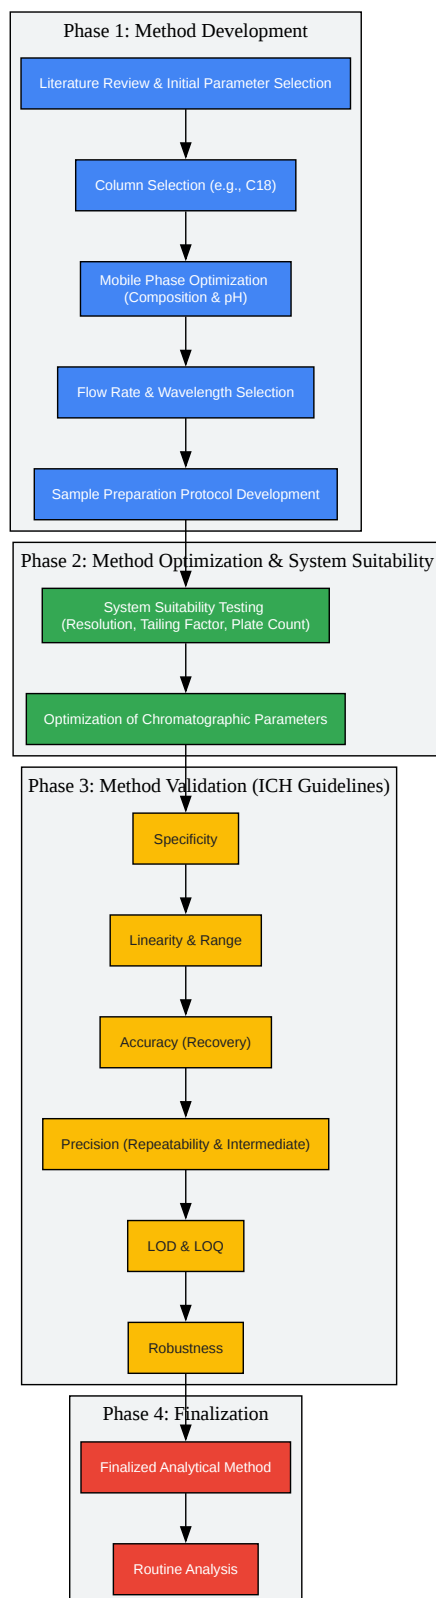 Phase 1: Method Development
Literature Review & Initial Parameter Selection
Column Selection (e.g., C18)
Mobile Phase Optimization
(Composition & pH)
Flow Rate & Wavelength Selection
Sample Preparation Protocol Development
Phase 2: Method Optimization & System Suitability
System Suitability Testing
(Resolution, Tailing Factor, Plate Count)
Optimization of Chromatographic Parameters
Phase 3: Method Validation (ICH Guidelines)
Specificity
Linearity & Range
Accuracy (Recovery)
Precision (Repeatability & Intermediate)
LOD & LOQ
Robustness
Phase 4: Finalization
Finalized Analytical Method
Routine Analysis